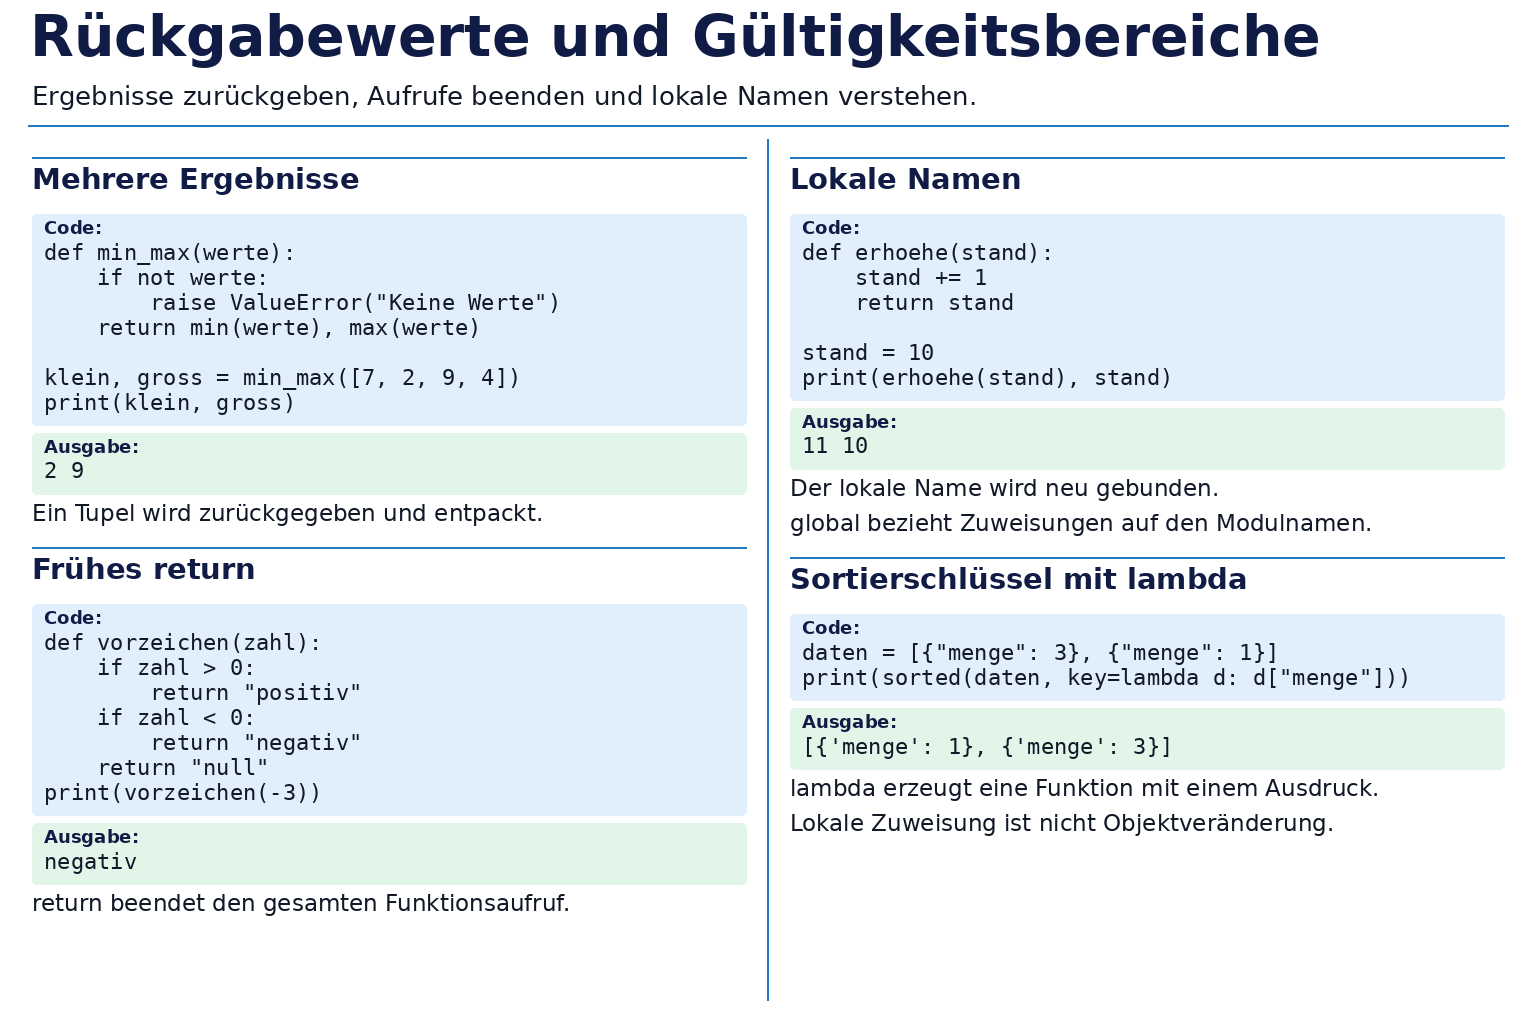 Rückgabewerte und Gültigkeitsbereiche
Ergebnisse zurückgeben, Aufrufe beenden und lokale Namen verstehen.
Mehrere Ergebnisse
Code:
def min_max(werte):
    if not werte:
        raise ValueError("Keine Werte")
    return min(werte), max(werte)

klein, gross = min_max([7, 2, 9, 4])
print(klein, gross)
Ausgabe:
2 9
Ein Tupel wird zurückgegeben und entpackt.
Frühes return
Code:
def vorzeichen(zahl):
    if zahl > 0:
        return "positiv"
    if zahl < 0:
        return "negativ"
    return "null"
print(vorzeichen(-3))
Ausgabe:
negativ
return beendet den gesamten Funktionsaufruf.
Lokale Namen
Code:
def erhoehe(stand):
    stand += 1
    return stand

stand = 10
print(erhoehe(stand), stand)
Ausgabe:
11 10
Der lokale Name wird neu gebunden.
global bezieht Zuweisungen auf den Modulnamen.
Sortierschlüssel mit lambda
Code:
daten = [{"menge": 3}, {"menge": 1}]
print(sorted(daten, key=lambda d: d["menge"]))
Ausgabe:
[{'menge': 1}, {'menge': 3}]
lambda erzeugt eine Funktion mit einem Ausdruck.
Lokale Zuweisung ist nicht Objektveränderung.